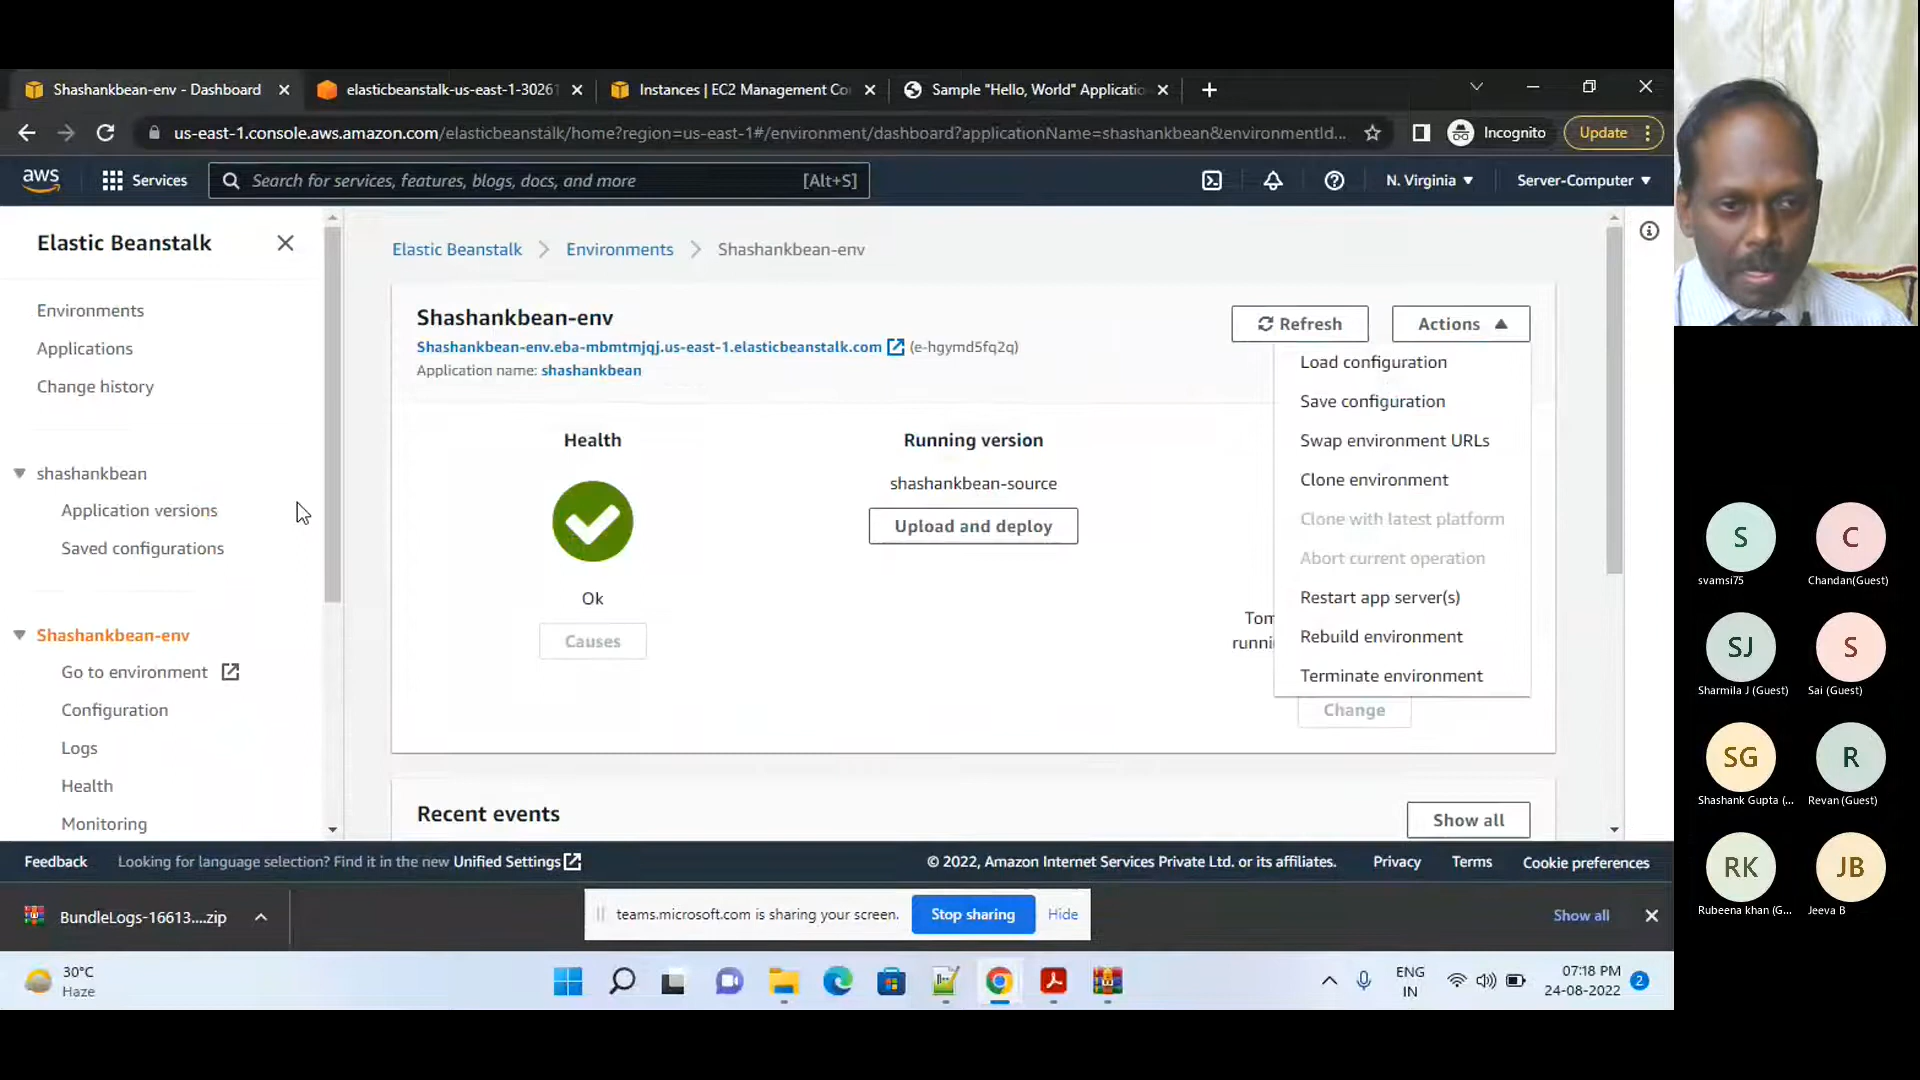 Shashankbean-env - Dashboard
elasticbeanstalk-us-east-1-30261
Instances | EC2 Management Co
Sample "Hello, World" Applicatio
us-east-1.console.aws.amazon.com/elasticbeanstalk/home?region=us-east-1#/environment/dashboard?applicationName=shashankbean&environmentId...
Incognito
Update
aws
Services
Search for services, features, blogs, docs, and more
[Alt+S]
N. Virginia
Server-Computer
Elastic Beanstalk
Environments
Applications
Change history
shashankbean
Application versions
Saved configurations
Shashankbean-env
Go to environment
Configuration
Logs
Health
Monitoring
Elastic Beanstalk
Environments
Shashankbean-env
Shashankbean-env
Shashankbean-env.eba-mbmtmjqj.us-east-1.elasticbeanstalk.com (e-hgymd5fq2q)
Application name: shashankbean
Refresh
Actions
Load configuration
Save configuration
Swap environment URLs
Clone environment
Clone with latest platform
Abort current operation
Restart app server(s)
Rebuild environment
Terminate environment
Health
Ok
Causes
Running version
shashankbean-source
Upload and deploy
Tom
runni
Change
Recent events
Show all
Feedback
Looking for language selection? Find it in the new Unified Settings
© 2022, Amazon Internet Services Private Ltd. or its affiliates.
Privacy
Terms
Cookie preferences
BundleLogs-16613....zip
teams.microsoft.com is sharing your screen.
Stop sharing
Hide
Show all
30°C
Haze
ENG
IN
07:18 PM
24-08-2022
2
S
svamsi75
C
Chandan(Guest)
SJ
Sharmila J (Guest)
S
Sai (Guest)
SG
Shashank Gupta (...
R
Revan (Guest)
RK
Rubeena khan (G...
JB
Jeeva B